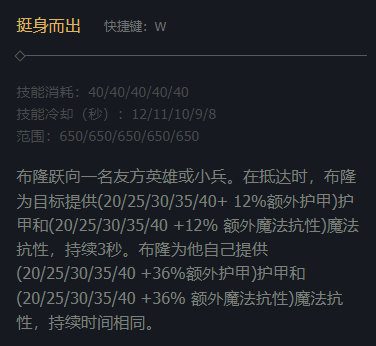 挺身而出 快捷键：W
技能消耗：40/40/40/40/40
技能冷却（秒）：12/11/10/9/8
范围：650/650/650/650/650
布隆跃向一名友方英雄或小兵。在抵达时，布隆
为目标提供(20/25/30/35/40+ 12%额外护甲)护
甲和(20/25/30/35/40 +12% 额外魔法抗性)魔法
抗性，持续3秒。布隆为他自己提供
(20/25/30/35/40 +36%额外护甲)护甲和
(20/25/30/35/40 +36% 额外魔法抗性)魔法抗
性，持续时间相同。